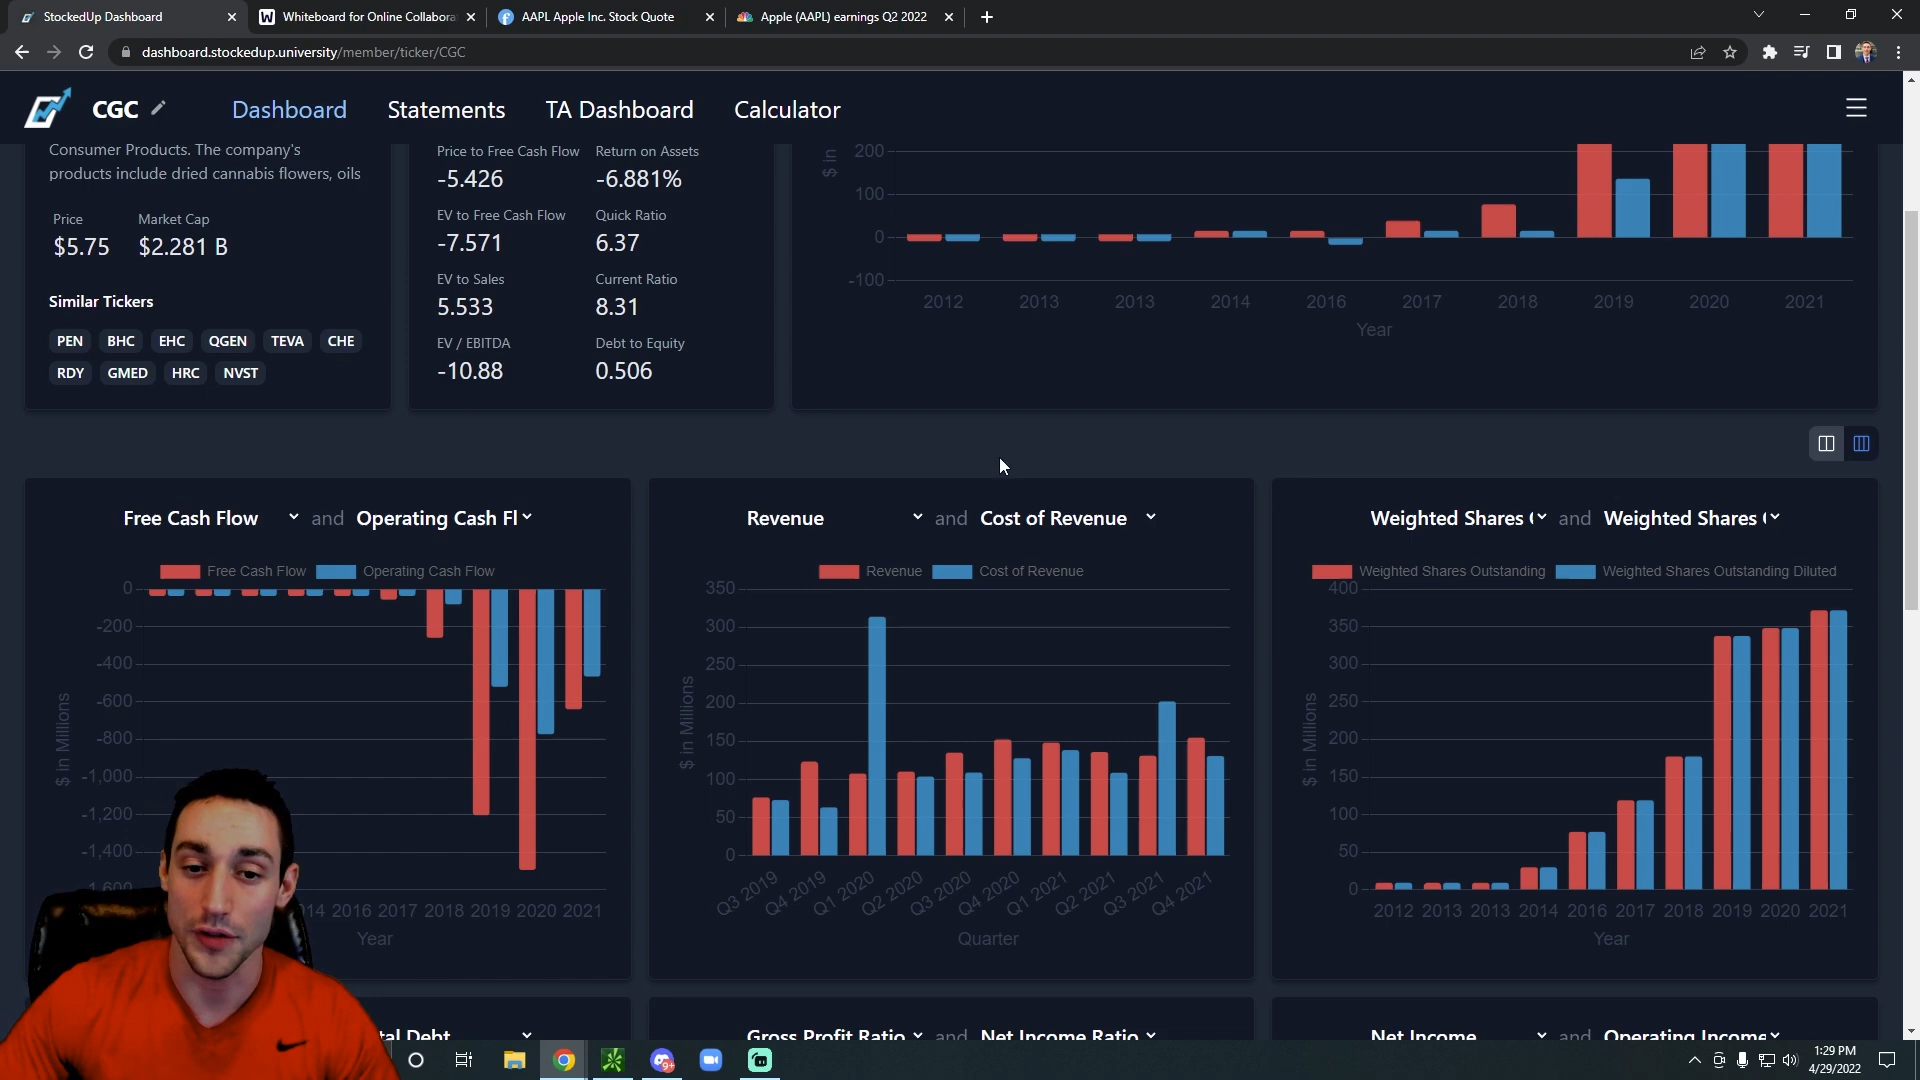 StockedUp Dashboard
Whiteboard for Online Collabora
AAPL Apple Inc. Stock Quote
Apple (AAPL) earnings Q2 2022
dashboard.stockedup.university/member/ticker/CGC
CGC
Dashboard
Statements
TA Dashboard
Calculator
Consumer Products. The company's
products include dried cannabis flowers, oils
Price
Market Cap
$5.75
$2.281 B
Similar Tickers
PEN BHC EHC QGEN TEVA CHE
RDY GMED HRC NVST
Price to Free Cash Flow
Return on Assets
-5.426
-6.881%
EV to Free Cash Flow
Quick Ratio
-7.571
6.37
EV to Sales
Current Ratio
5.533
8.31
EV / EBITDA
Debt to Equity
-10.88
0.506
$ in
200
100
0
-100
2012 2013 2013 2014 2016 2017 2018 2019 2020 2021
Year
Free Cash Flow and Operating Cash Fl
Free Cash Flow
Operating Cash Flow
$ in Millions
0
-200
-400
-600
-800
-1,000
-1,200
-1,400
-1,600
14 2016 2017 2018 2019 2020 2021
Year
Revenue and Cost of Revenue
Revenue
Cost of Revenue
$ in Millions
350
300
250
200
150
100
50
0
Q3 2019 Q4 2019 Q1 2020 Q2 2020 Q3 2020 Q4 2020 Q1 2021 Q2 2021 Q3 2021 Q4 2021
Quarter
Weighted Shares and Weighted Shares
Weighted Shares Outstanding
Weighted Shares Outstanding Diluted
$ in Millions
400
350
300
250
200
150
100
50
0
2012 2013 2013 2014 2016 2017 2018 2019 2020 2021
Year
tal Debt
Gross Profit Ratio and Net Income Ratio
Net Income and Operating Income
9+
1:29 PM
4/29/2022